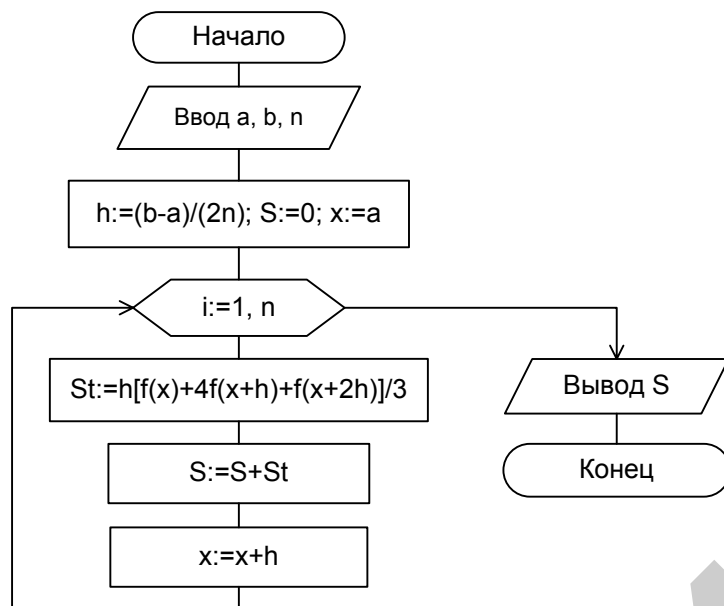 Начало
Ввод a, b, n
h:=(b-a)/(2n); S:=0; x:=a
i:=1, n
St:=h[f(x)+4f(x+h)+f(x+2h)]/3
S:=S+St
x:=x+h
Вывод S
Конец